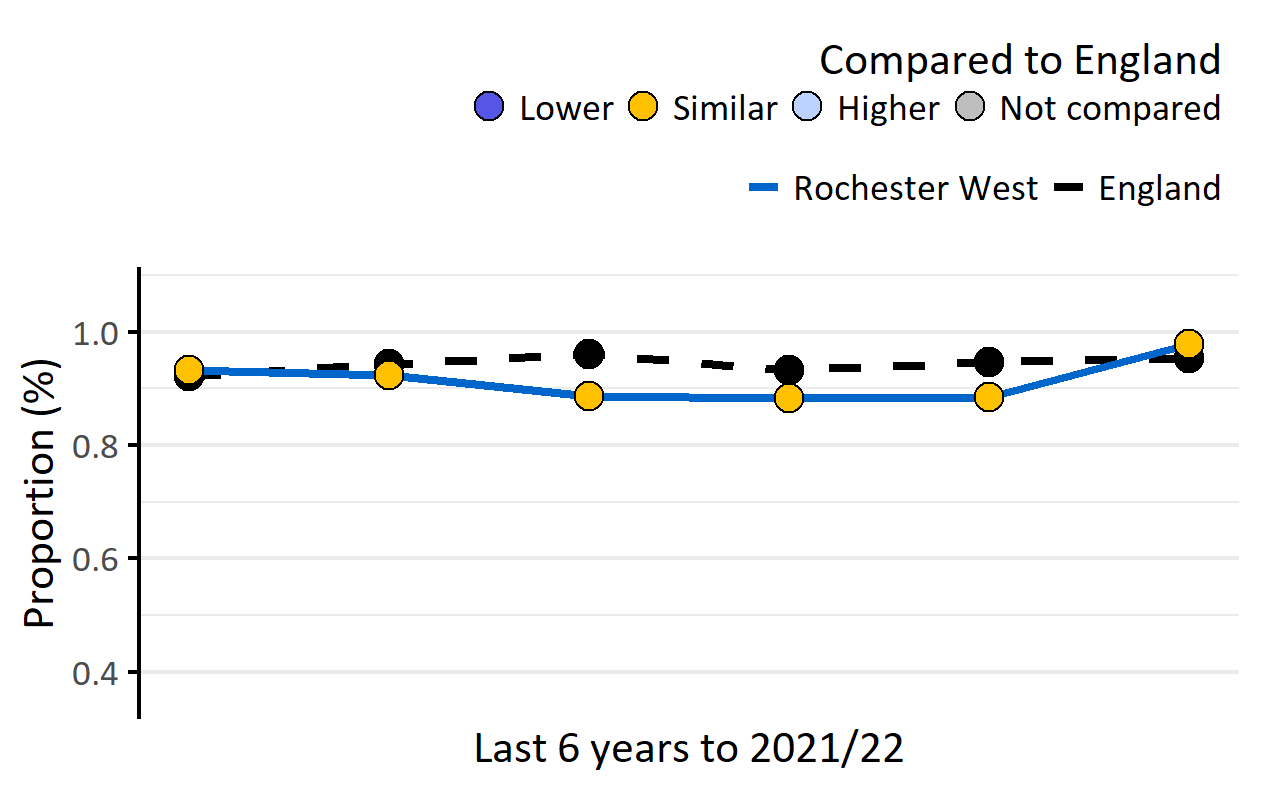 Compared to England
Lower Similar Higher Not compared
Rochester West England
Proportion (%)
1.0
0.8
0.6
0.4
Last 6 years to 2021/22